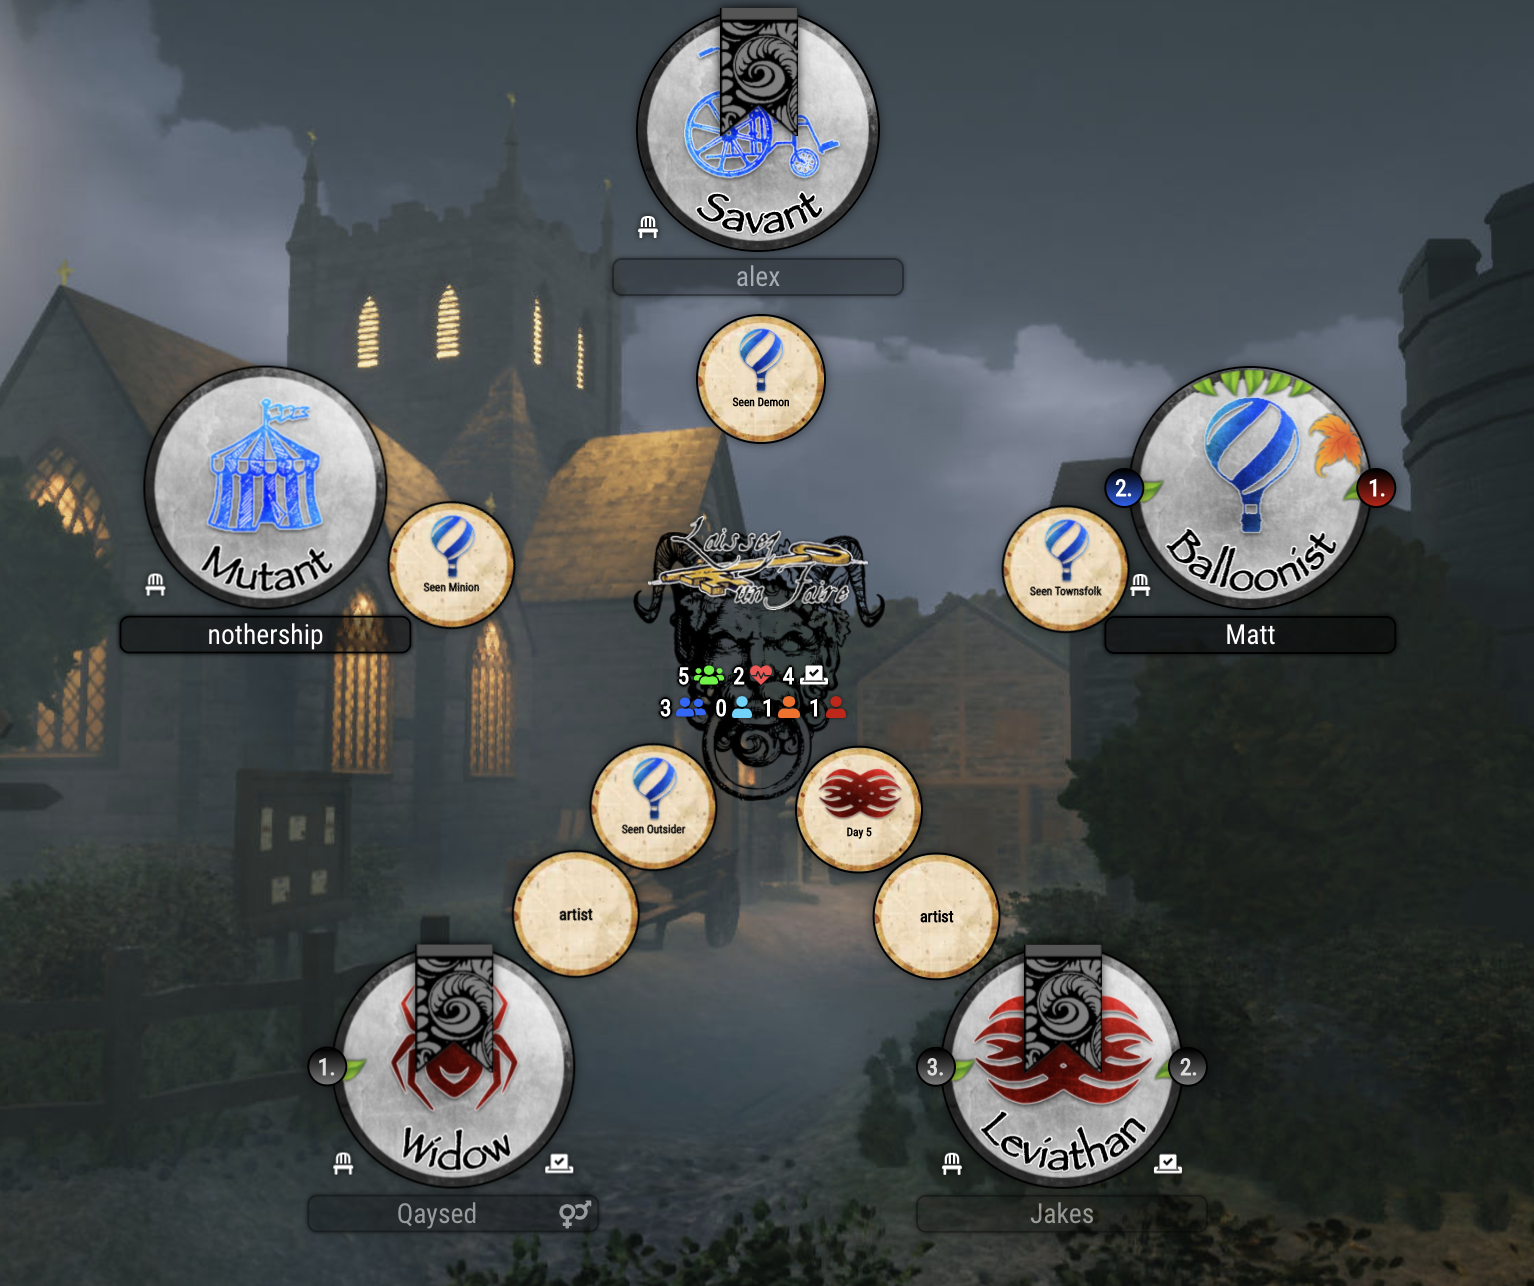 Savant
alex
Seen Demon
Mutant
Seen Minion
nothership
Laissez
un Faire
2.
1.
Balloonist
Seen Townsfolk
Matt
5 2 4
3 0 1 1
Seen Outsider
Day 5
artist
artist
1.
Widow
Qaysed
3.
2.
Leviathan
Jakes